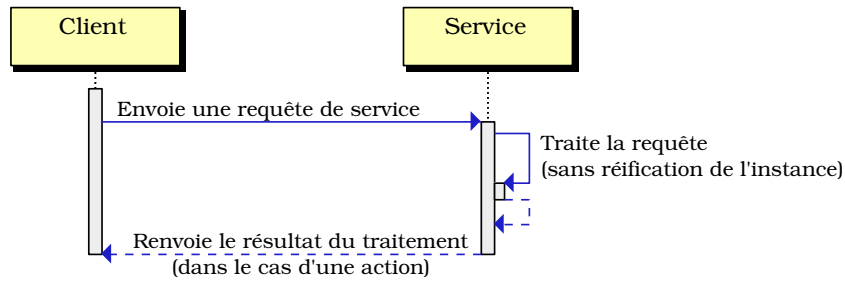 Client
Service
Envoie une requête de service
Traite la requête
(sans réification de l'instance)
Renvoie le résultat du traitement
(dans le cas d'une action)